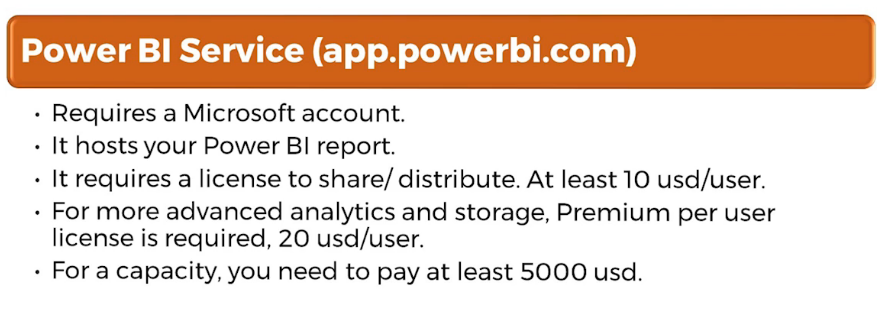 Power BI Service (app.powerbi.com)
• Requires a Microsoft account.
• It hosts your Power BI report.
• It requires a license to share/ distribute. At least 10 usd/user.
• For more advanced analytics and storage, Premium per user
license is required, 20 usd/user.
• For a capacity, you need to pay at least 5000 usd.